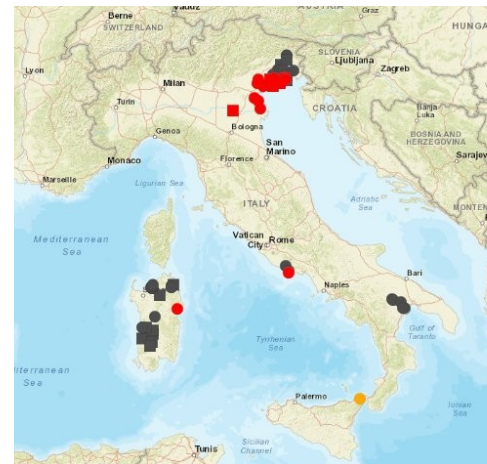 Berne
Vaduz
AUSTRIA
Graz
SWITZERLAND
HUNGA
SLOVENIA
Ljubljana
Zagreb
Lyon
Milan
Turin
CROATIA
Banja
Luka
BOSNIA AND
HERZEGOVINA
Genoa
Bologna
Sarajev
San
Marino
Florence
Monaco
Marseille
Ligurian Sea
MONTEN
ITALY
Adriatic
Sea
Mediterranean
Sea
Vatican
City
Rome
Bari
Naples
Gulf of
Taranto
Tyrrhenian
Sea
iterranean
Sea
Palermo
Ionian
Sea
Sicilian
Channel
Tunis